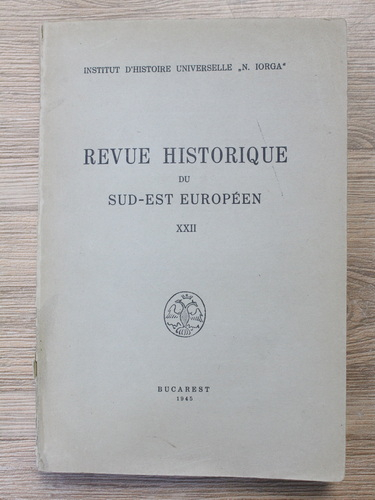 INSTITUT D'HISTOIRE UNIVERSELLE „N. IORGA"
REVUE HISTORIQUE
DU
SUD-EST EUROPÉEN
XXII
BUCAREST
1945